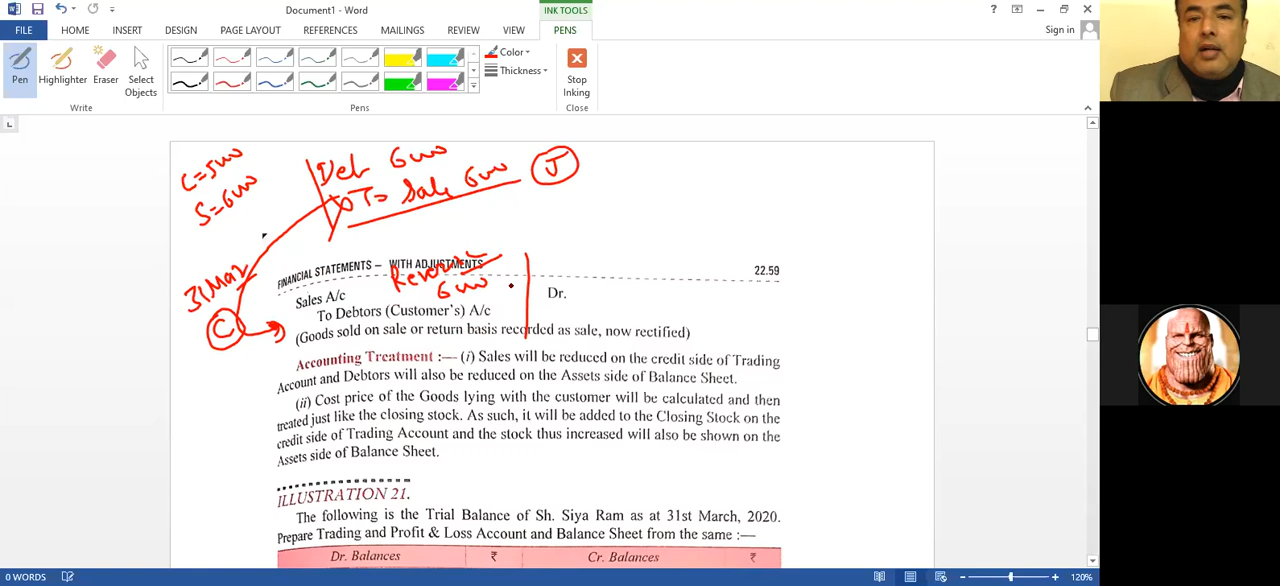 Document1 - Word
INK TOOLS
FILE HOME INSERT DESIGN PAGE LAYOUT REFERENCES MAILINGS REVIEW VIEW PENS
Sign in
Pen Highlighter Eraser Select Objects
Color
Thickness
Stop Inking
Write Pens Close
C=500
S=600
Deb 600
To Sale 600 J
31 Mar
C
Reverse
600
FINANCIAL STATEMENTS – WITH ADJUSTMENTS 22.59
Sales A/c Dr.
To Debtors (Customer's) A/c
(Goods sold on sale or return basis recorded as sale, now rectified)
Accounting Treatment :— (i) Sales will be reduced on the credit side of Trading
Account and Debtors will also be reduced on the Assets side of Balance Sheet.
(ii) Cost price of the Goods lying with the customer will be calculated and then
treated just like the closing stock. As such, it will be added to the Closing Stock on the
credit side of Trading Account and the stock thus increased will also be shown on the
Assets side of Balance Sheet.
ILLUSTRATION 21.
The following is the Trial Balance of Sh. Siya Ram as at 31st March, 2020.
Prepare Trading and Profit & Loss Account and Balance Sheet from the same :—
Dr. Balances ₹ Cr. Balances ₹
0 WORDS
120%